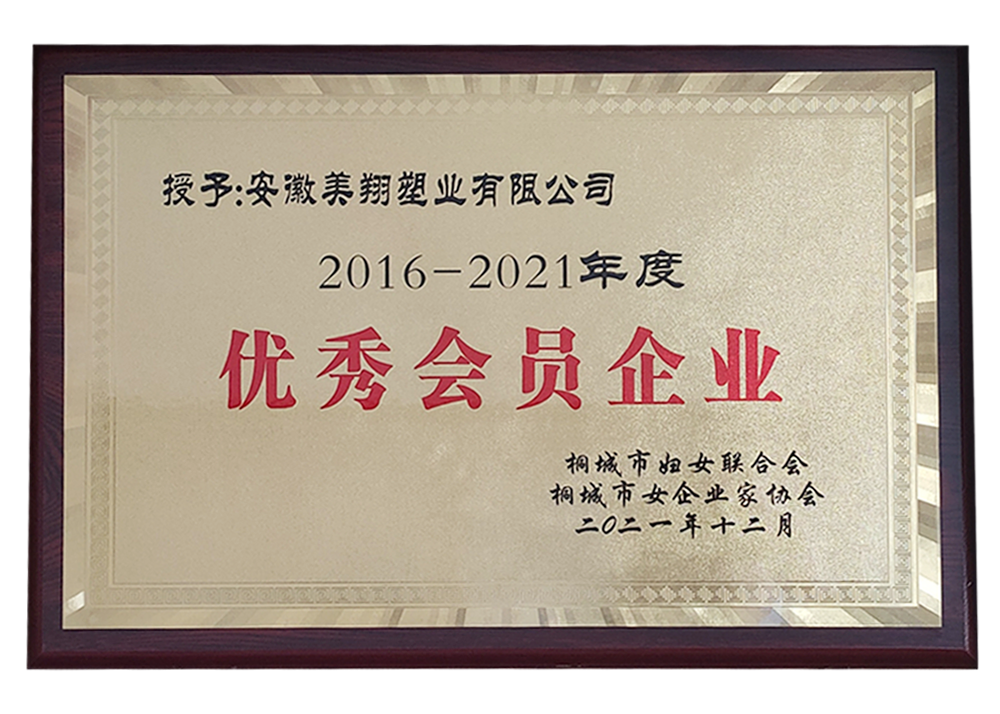 授予:安徽美翔塑业有限公司
2016-2021年度
优秀会员企业
桐城市妇女联合会
桐城市女企业家协会
二〇二一年十二月